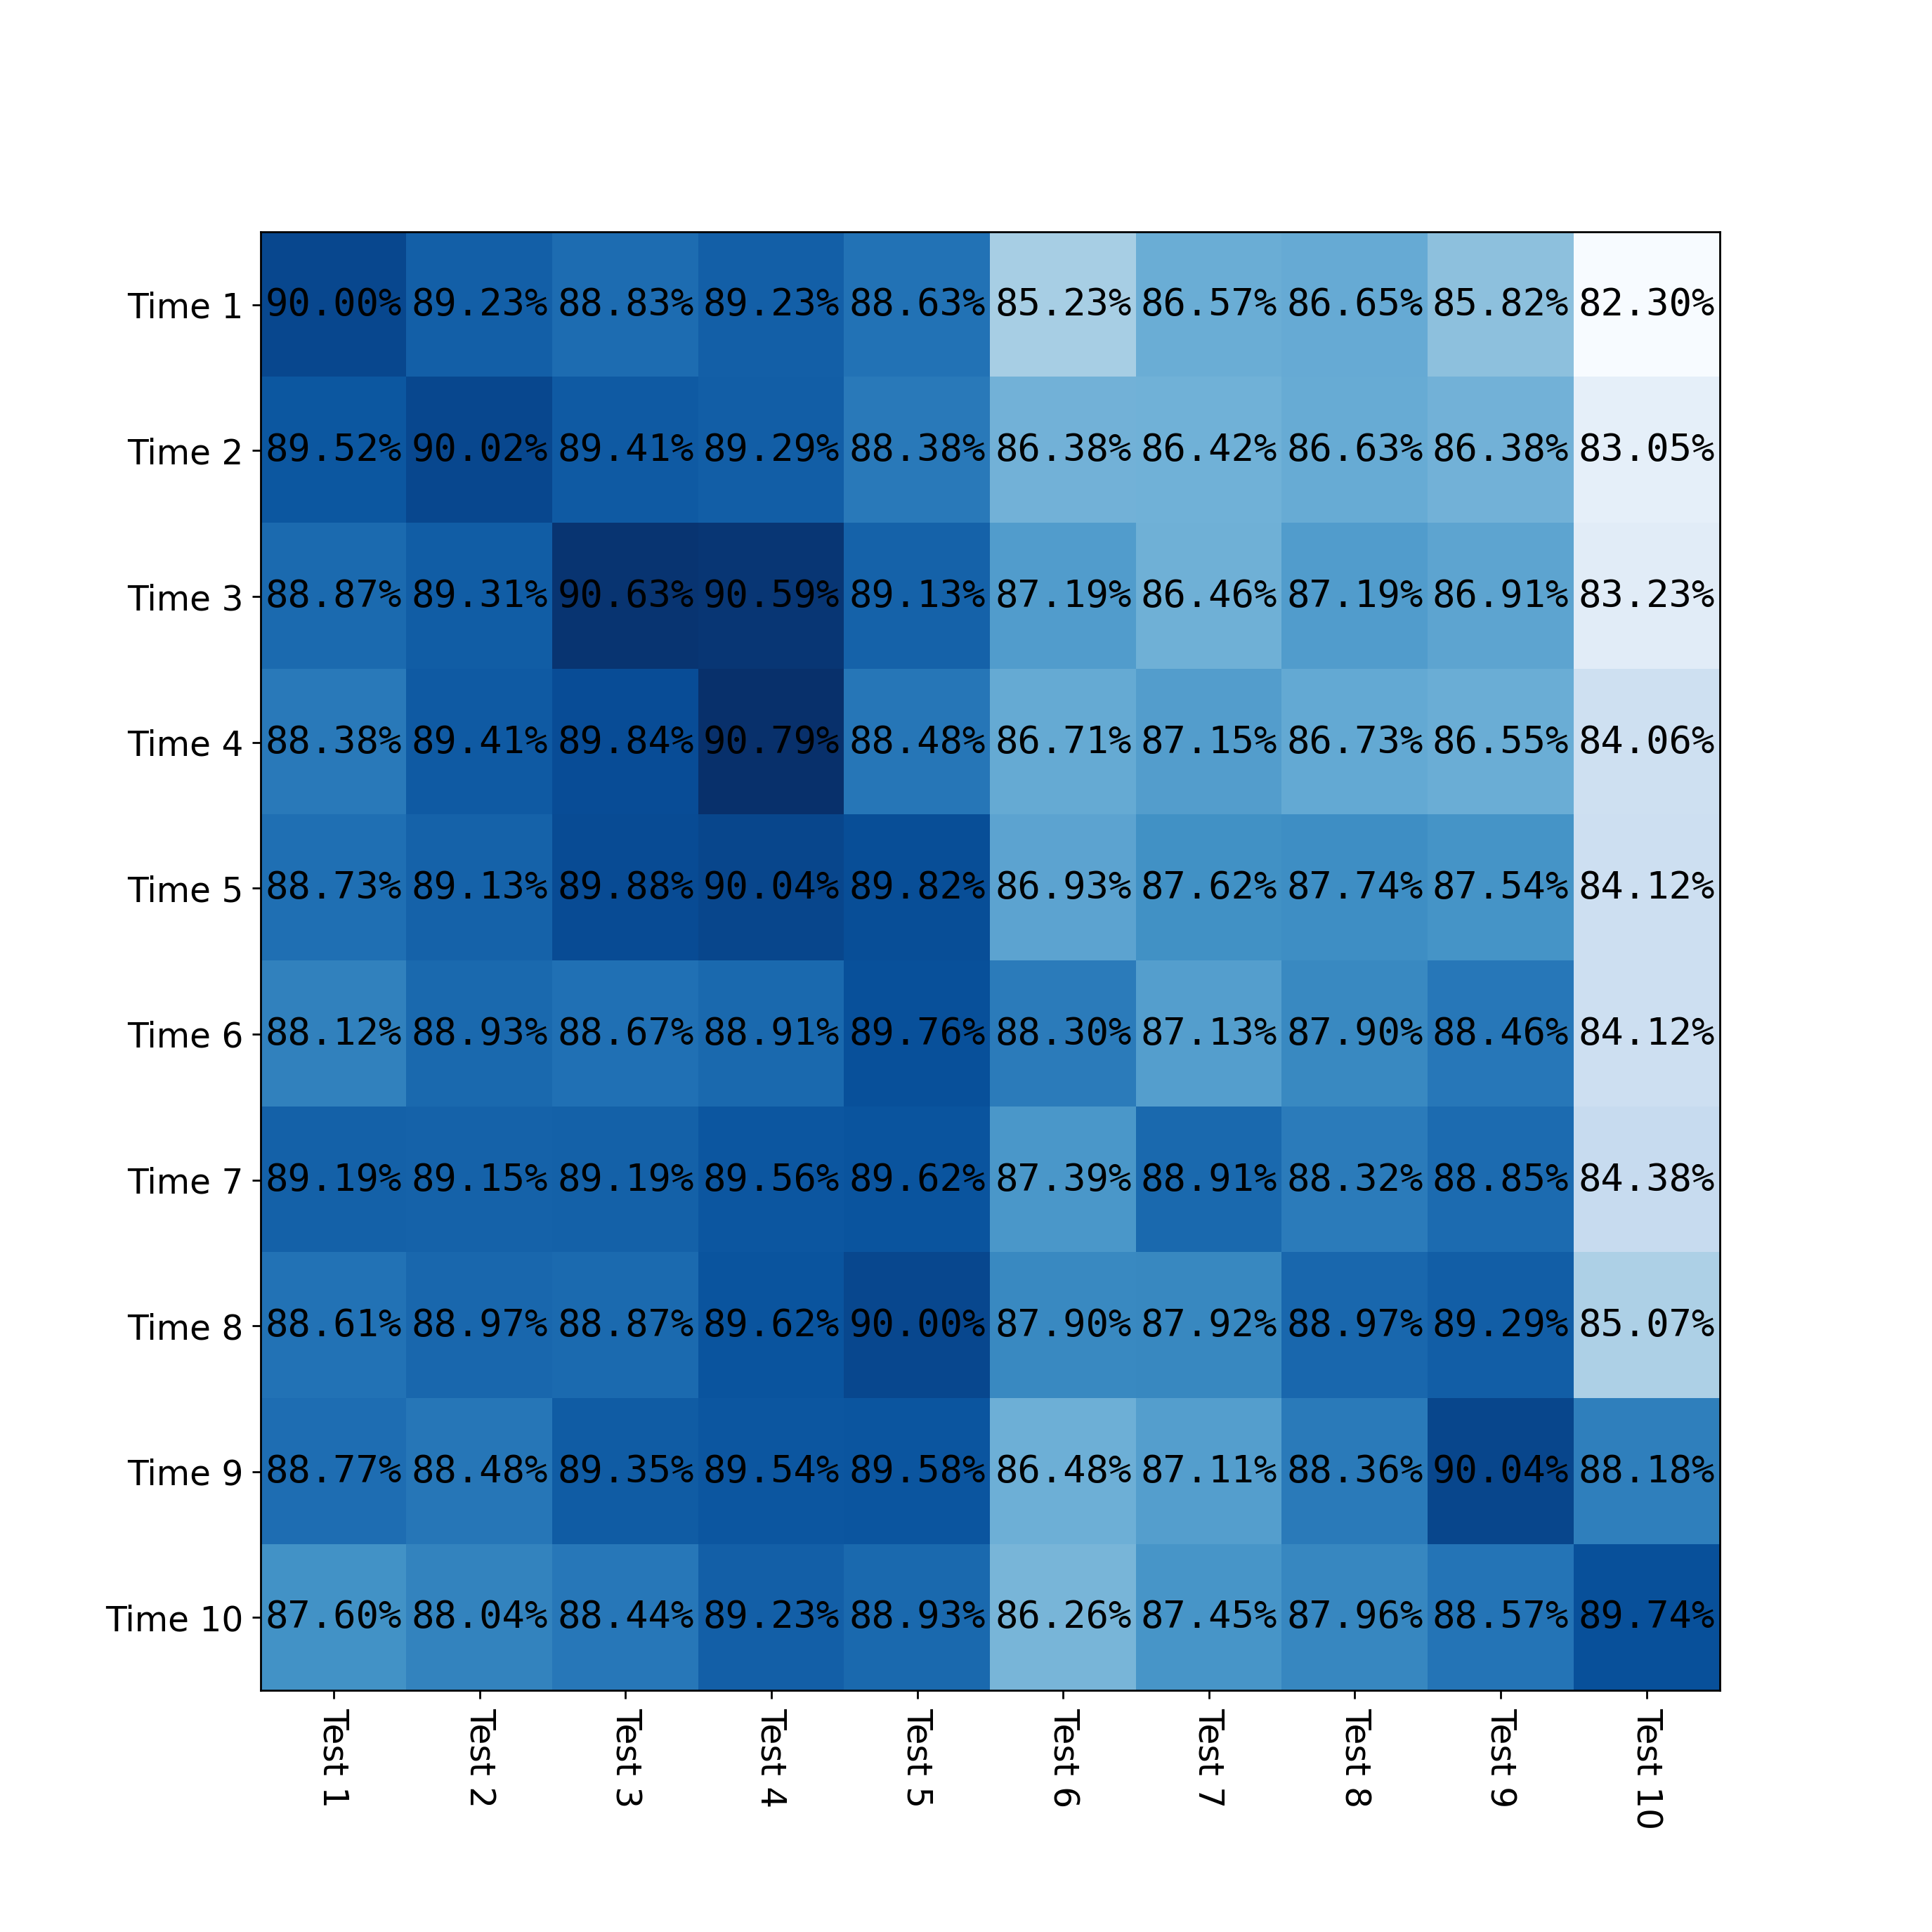 Time 1 90.00% 89.23% 88.83% 89.23% 88.63% 85.23% 86.57% 86.65% 85.82% 82.30%
Time 2 89.52% 90.02% 89.41% 89.29% 88.38% 86.38% 86.42% 86.63% 86.38% 83.05%
Time 3 88.87% 89.31% 90.63% 90.59% 89.13% 87.19% 86.46% 87.19% 86.91% 83.23%
Time 4 88.38% 89.41% 89.84% 90.79% 88.48% 86.71% 87.15% 86.73% 86.55% 84.06%
Time 5 88.73% 89.13% 89.88% 90.04% 89.82% 86.93% 87.62% 87.74% 87.54% 84.12%
Time 6 88.12% 88.93% 88.67% 88.91% 89.76% 88.30% 87.13% 87.90% 88.46% 84.12%
Time 7 89.19% 89.15% 89.19% 89.56% 89.62% 87.39% 88.91% 88.32% 88.85% 84.38%
Time 8 88.61% 88.97% 88.87% 89.62% 90.00% 87.90% 87.92% 88.97% 89.29% 85.07%
Time 9 88.77% 88.48% 89.35% 89.54% 89.58% 86.48% 87.11% 88.36% 90.04% 88.18%
Time 10 87.60% 88.04% 88.44% 89.23% 88.93% 86.26% 87.45% 87.96% 88.57% 89.74%
Test 1 Test 2 Test 3 Test 4 Test 5 Test 6 Test 7 Test 8 Test 9 Test 10